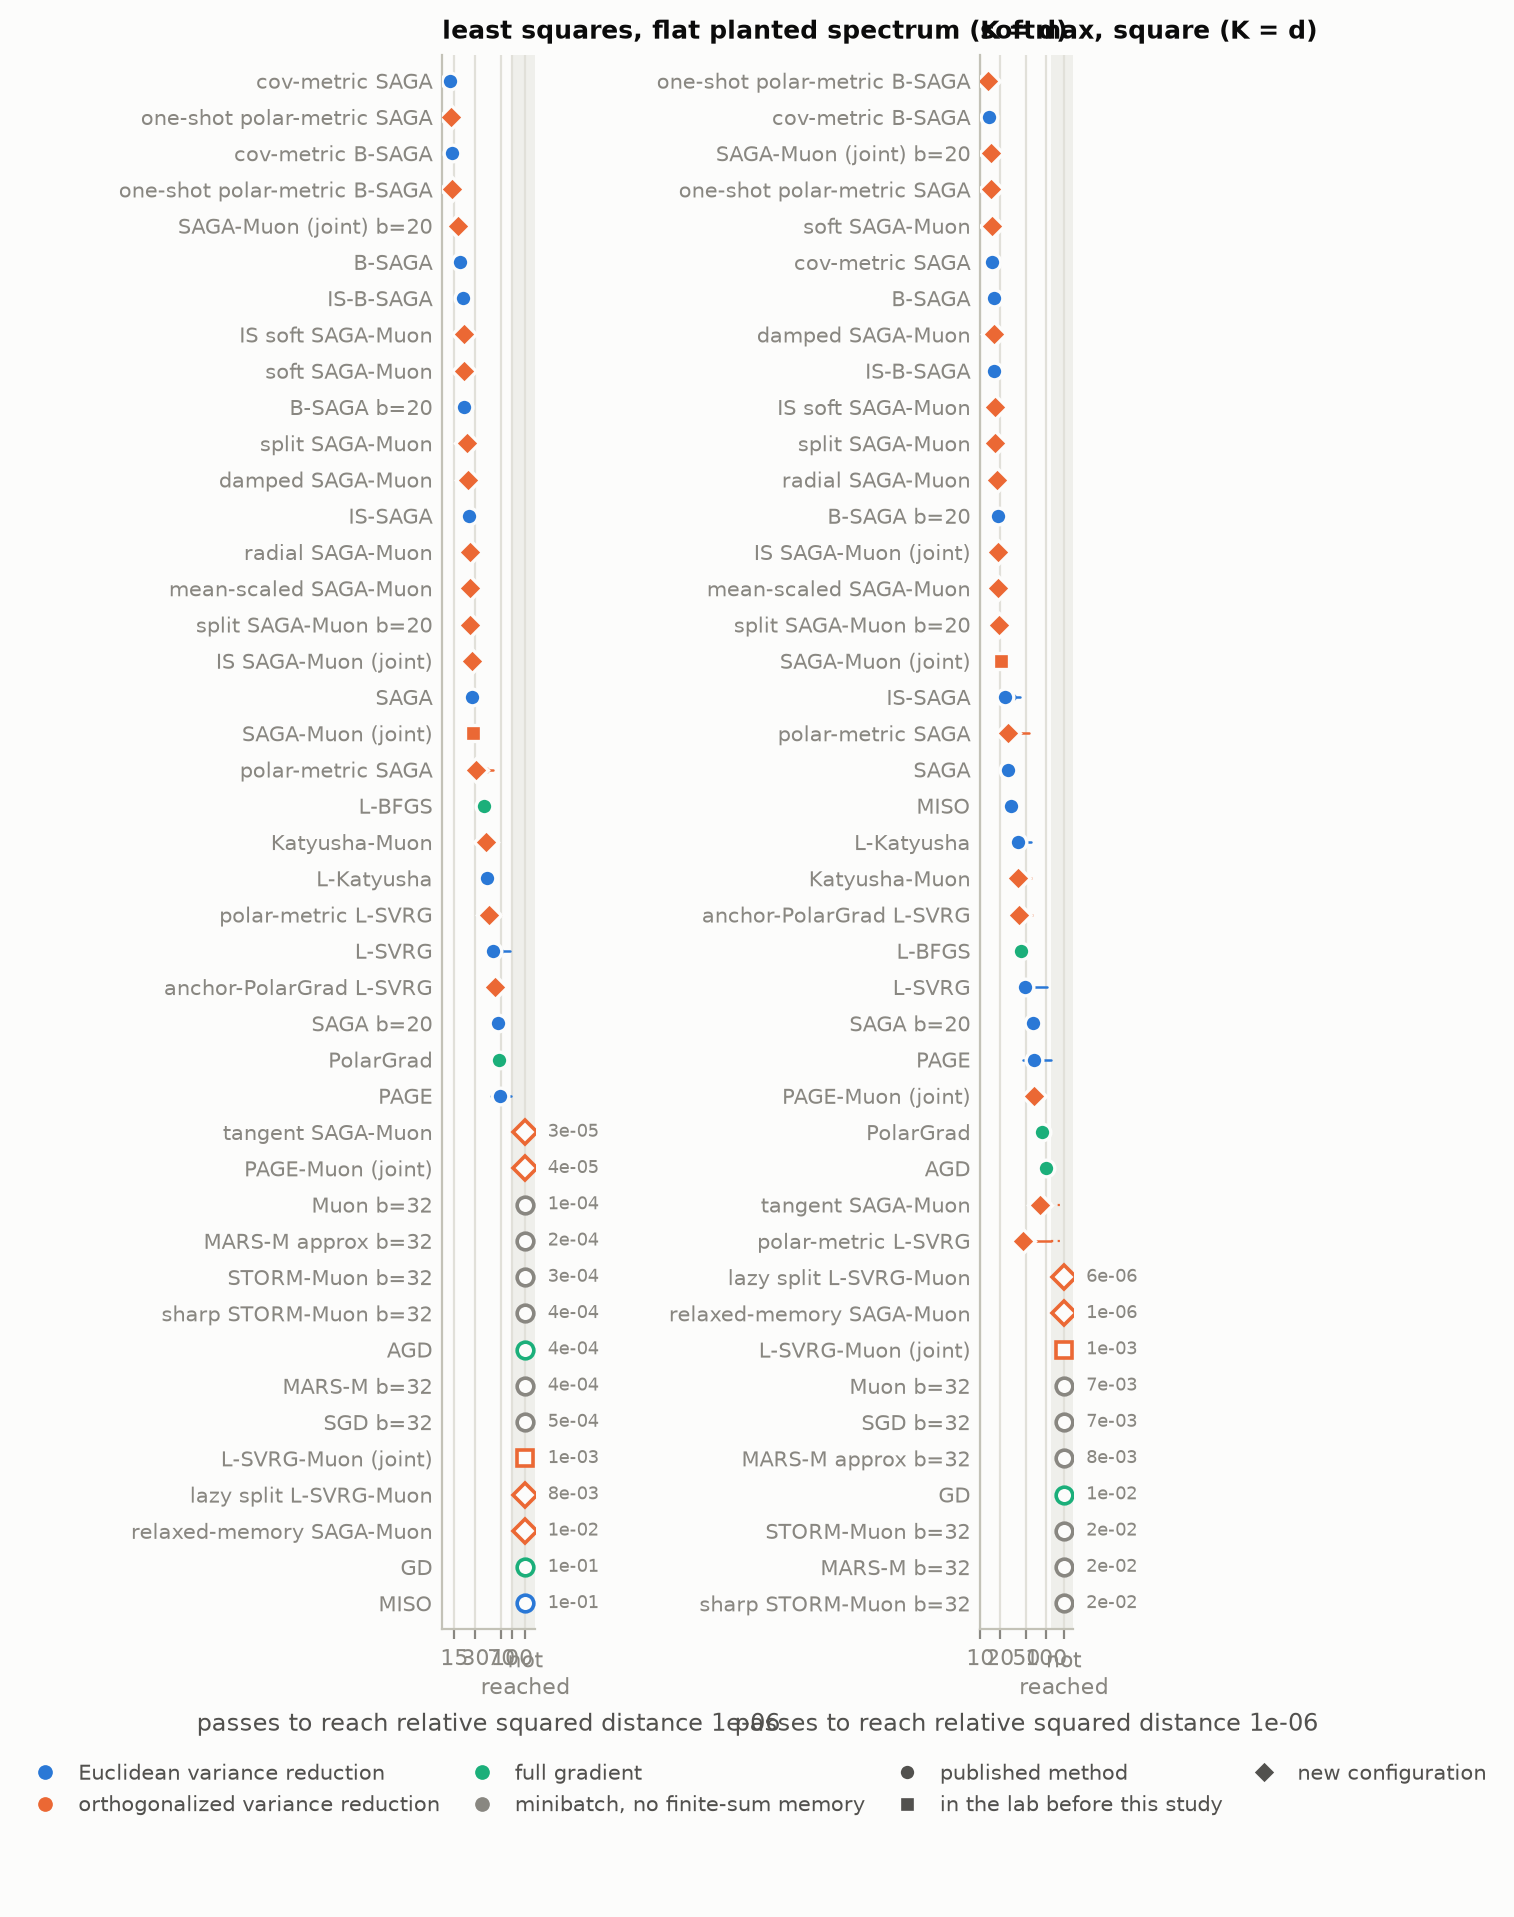 least squares, flat planted spectrum (K = d)
softmax, square (K = d)
cov-metric SAGA
one-shot polar-metric SAGA
cov-metric B-SAGA
one-shot polar-metric B-SAGA
SAGA-Muon (joint) b=20
B-SAGA
IS-B-SAGA
IS soft SAGA-Muon
soft SAGA-Muon
B-SAGA b=20
split SAGA-Muon
damped SAGA-Muon
IS-SAGA
radial SAGA-Muon
mean-scaled SAGA-Muon
split SAGA-Muon b=20
IS SAGA-Muon (joint)
SAGA
SAGA-Muon (joint)
polar-metric SAGA
L-BFGS
Katyusha-Muon
L-Katyusha
polar-metric L-SVRG
L-SVRG
anchor-PolarGrad L-SVRG
SAGA b=20
PolarGrad
PAGE
tangent SAGA-Muon 3e-05
PAGE-Muon (joint) 4e-05
Muon b=32 1e-04
MARS-M approx b=32 2e-04
STORM-Muon b=32 3e-04
sharp STORM-Muon b=32 4e-04
AGD 4e-04
MARS-M b=32 4e-04
SGD b=32 5e-04
L-SVRG-Muon (joint) 1e-03
lazy split L-SVRG-Muon 8e-03
relaxed-memory SAGA-Muon 1e-02
GD 1e-01
MISO 1e-01
15 30 70 100 not
reached
passes to reach relative squared distance 1e-06
one-shot polar-metric B-SAGA
cov-metric B-SAGA
SAGA-Muon (joint) b=20
one-shot polar-metric SAGA
soft SAGA-Muon
cov-metric SAGA
B-SAGA
damped SAGA-Muon
IS-B-SAGA
IS soft SAGA-Muon
split SAGA-Muon
radial SAGA-Muon
B-SAGA b=20
IS SAGA-Muon (joint)
mean-scaled SAGA-Muon
split SAGA-Muon b=20
SAGA-Muon (joint)
IS-SAGA
polar-metric SAGA
SAGA
MISO
L-Katyusha
Katyusha-Muon
anchor-PolarGrad L-SVRG
L-BFGS
L-SVRG
SAGA b=20
PAGE
PAGE-Muon (joint)
PolarGrad
AGD
tangent SAGA-Muon
polar-metric L-SVRG
lazy split L-SVRG-Muon 6e-06
relaxed-memory SAGA-Muon 1e-06
L-SVRG-Muon (joint) 1e-03
Muon b=32 7e-03
SGD b=32 7e-03
MARS-M approx b=32 8e-03
GD 1e-02
STORM-Muon b=32 2e-02
MARS-M b=32 2e-02
sharp STORM-Muon b=32 2e-02
10 20 50 100 not
reached
passes to reach relative squared distance 1e-06
Euclidean variance reduction
orthogonalized variance reduction
full gradient
minibatch, no finite-sum memory
published method
in the lab before this study
new configuration